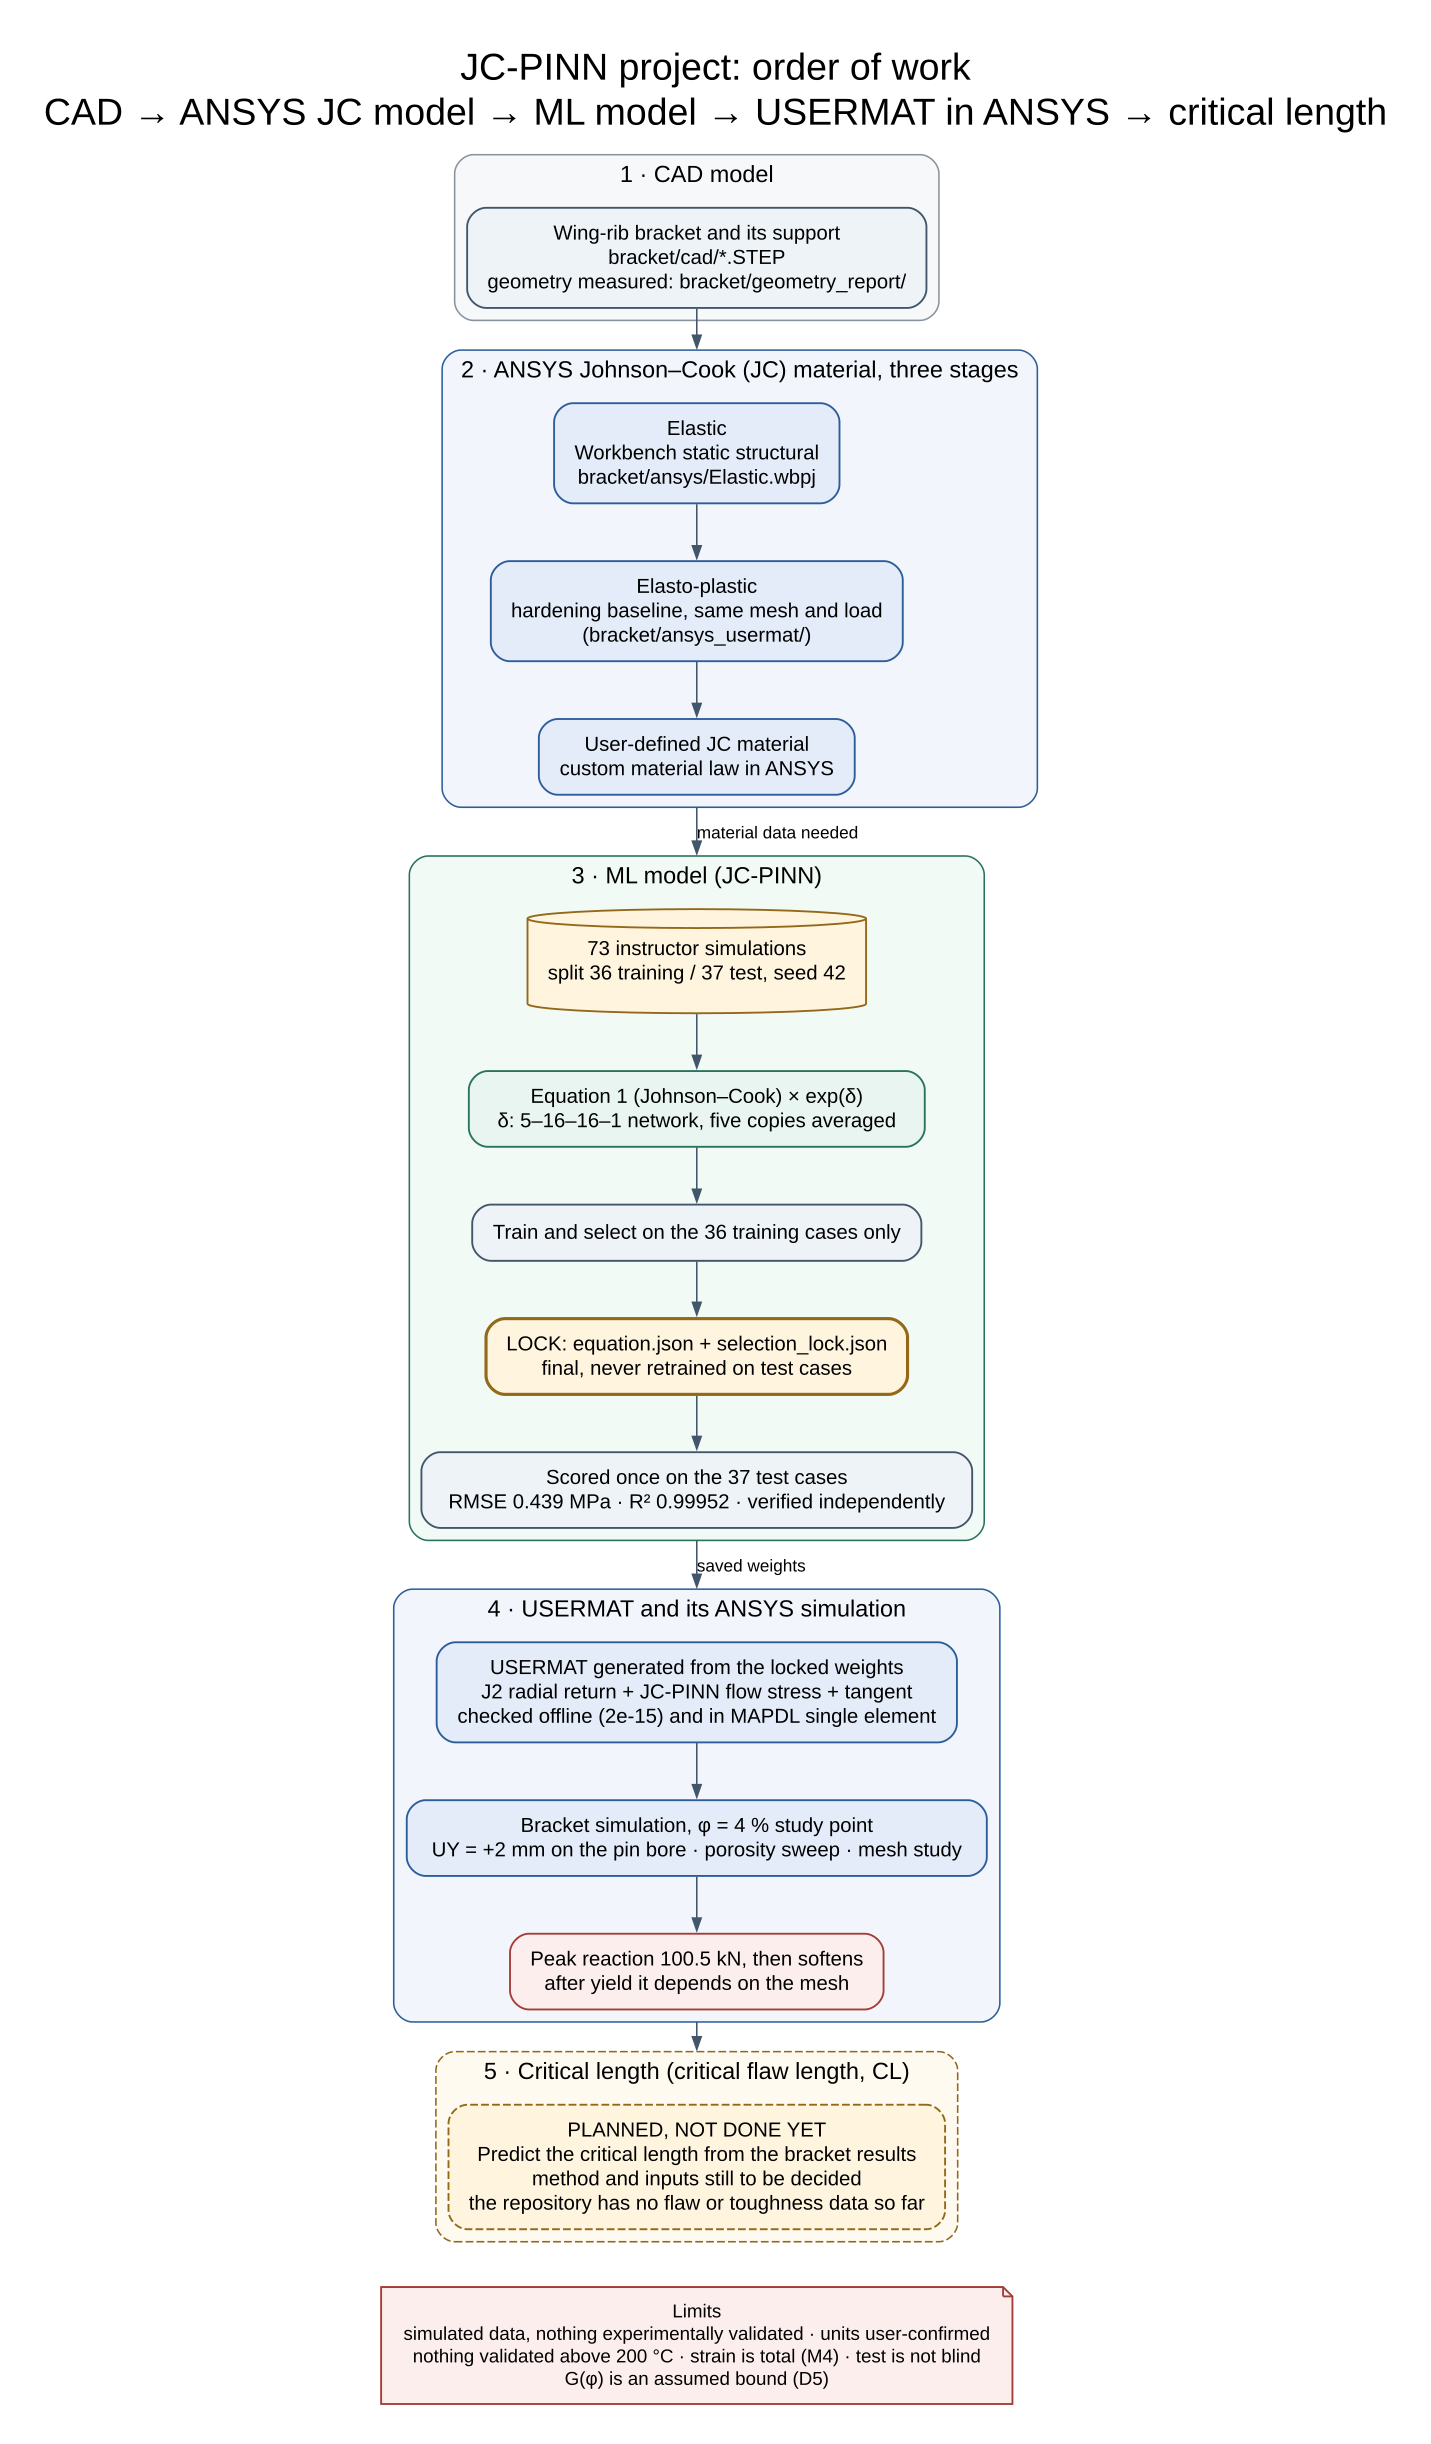 JC-PINN project: order of work
CAD → ANSYS JC model → ML model → USERMAT in ANSYS → critical length
1 · CAD model
Wing-rib bracket and its support
bracket/cad/*.STEP
geometry measured: bracket/geometry_report/
2 · ANSYS Johnson–Cook (JC) material, three stages
Elastic
Workbench static structural
bracket/ansys/Elastic.wbpj
Elasto-plastic
hardening baseline, same mesh and load
(bracket/ansys_usermat/)
User-defined JC material
custom material law in ANSYS
material data needed
3 · ML model (JC-PINN)
73 instructor simulations
split 36 training / 37 test, seed 42
Equation 1 (Johnson–Cook) × exp(δ)
δ: 5–16–16–1 network, five copies averaged
Train and select on the 36 training cases only
LOCK: equation.json + selection_lock.json
final, never retrained on test cases
Scored once on the 37 test cases
RMSE 0.439 MPa · R² 0.99952 · verified independently
saved weights
4 · USERMAT and its ANSYS simulation
USERMAT generated from the locked weights
J2 radial return + JC-PINN flow stress + tangent
checked offline (2e-15) and in MAPDL single element
Bracket simulation, φ = 4 % study point
UY = +2 mm on the pin bore · porosity sweep · mesh study
Peak reaction 100.5 kN, then softens
after yield it depends on the mesh
5 · Critical length (critical flaw length, CL)
PLANNED, NOT DONE YET
Predict the critical length from the bracket results
method and inputs still to be decided
the repository has no flaw or toughness data so far
Limits
simulated data, nothing experimentally validated · units user-confirmed
nothing validated above 200 °C · strain is total (M4) · test is not blind
G(φ) is an assumed bound (D5)